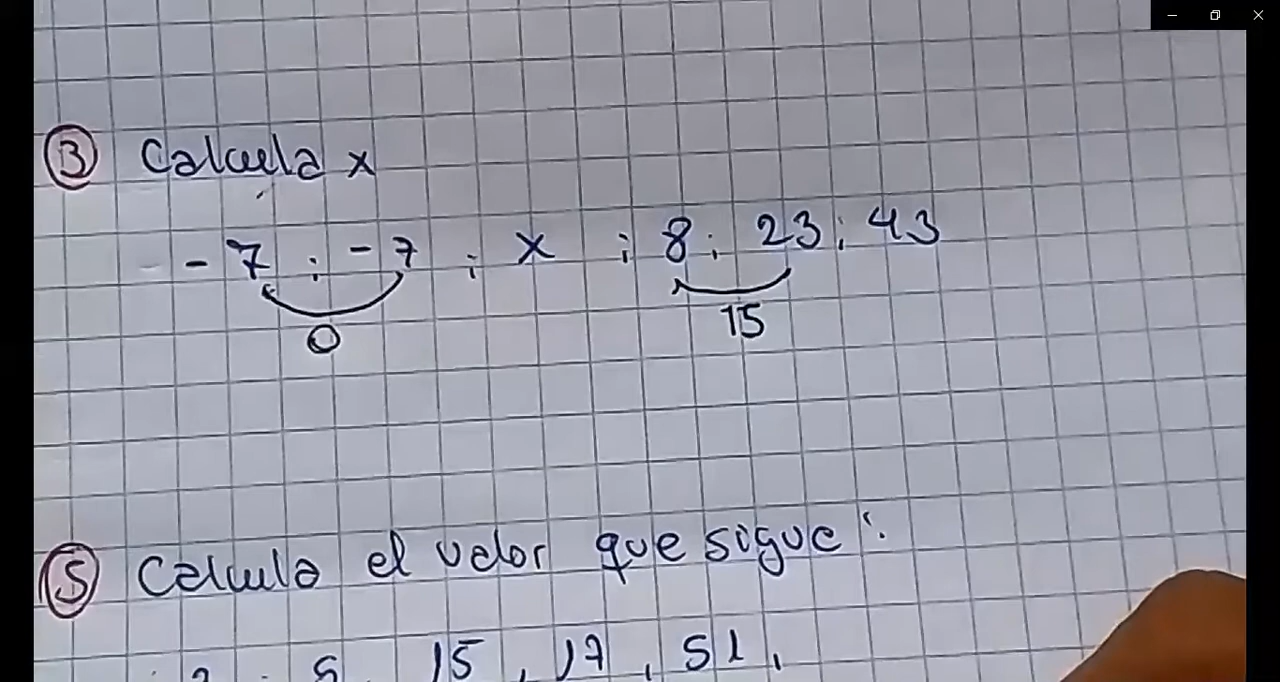 ③ Calcula x
- 7 ; - 7 ; x ; 8 ; 23 ; 43
0 15
⑤ Calcula el valor que sigue :
15 , 17 , 51 ,